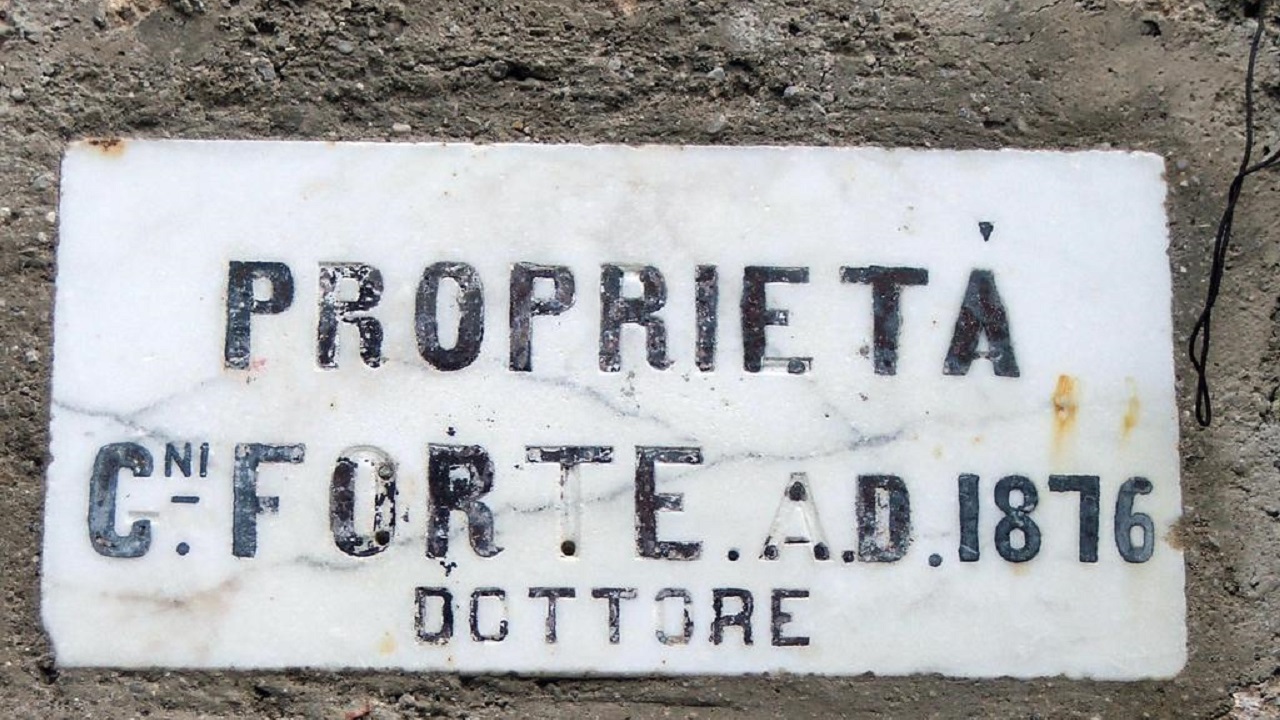 PROPRIETÀ
C.NI FORTE.A.D.1876
DOTTORE